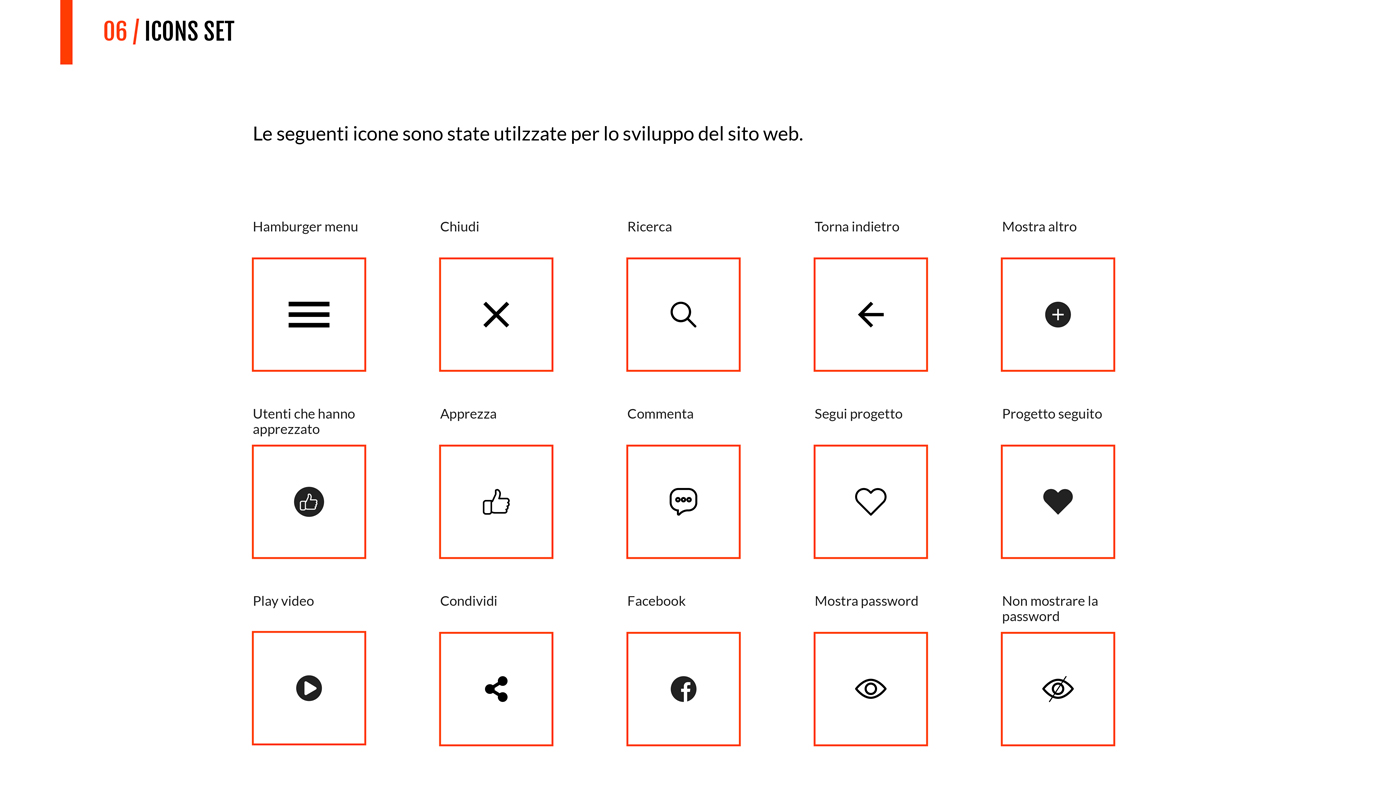 06 / ICONS SET
Le seguenti icone sono state utilzzate per lo sviluppo del sito web.
Hamburger menu
Chiudi
Ricerca
Torna indietro
Mostra altro
Utenti che hanno
apprezzato
Apprezza
Commenta
Segui progetto
Progetto seguito
Play video
Condividi
Facebook
Mostra password
Non mostrare la
password